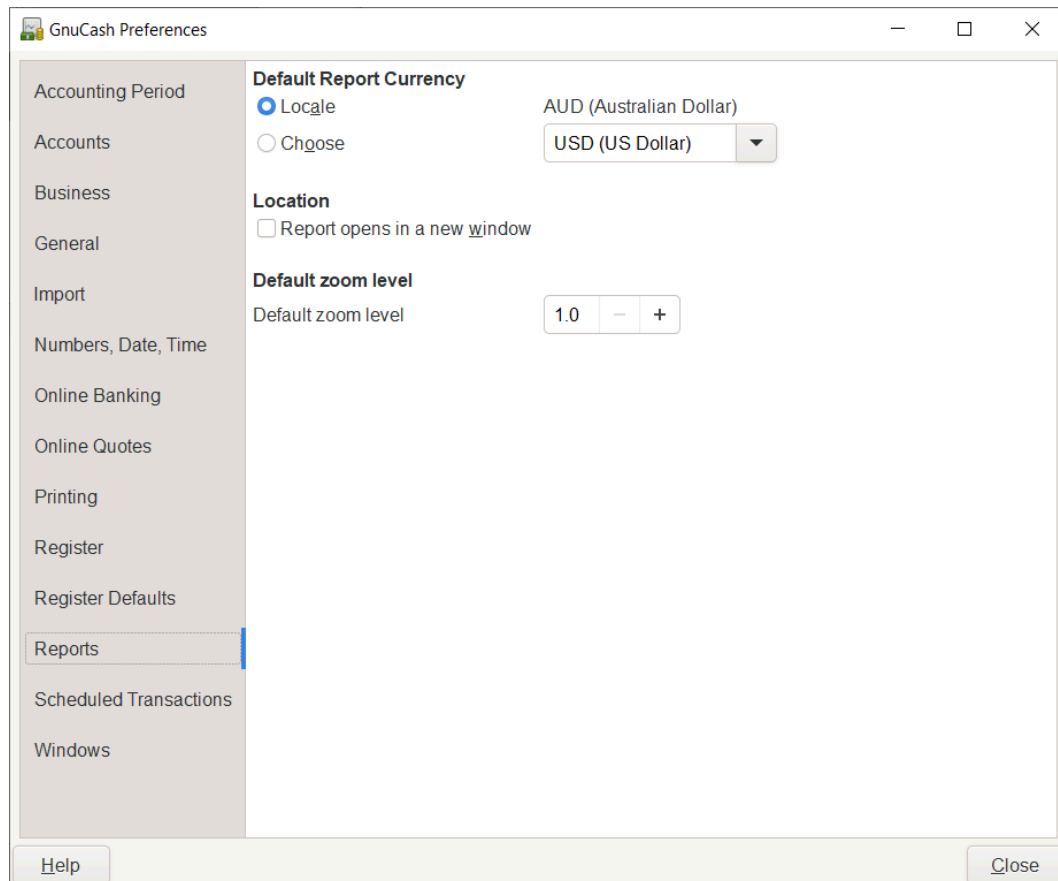 GnuCash Preferences
Accounting Period
Accounts
Business
General
Import
Numbers, Date, Time
Online Banking
Online Quotes
Printing
Register
Register Defaults
Reports
Scheduled Transactions
Windows
Default Report Currency
Locale AUD (Australian Dollar)
Choose USD (US Dollar)
Location
Report opens in a new window
Default zoom level
Default zoom level 1.0 − +
Help Close